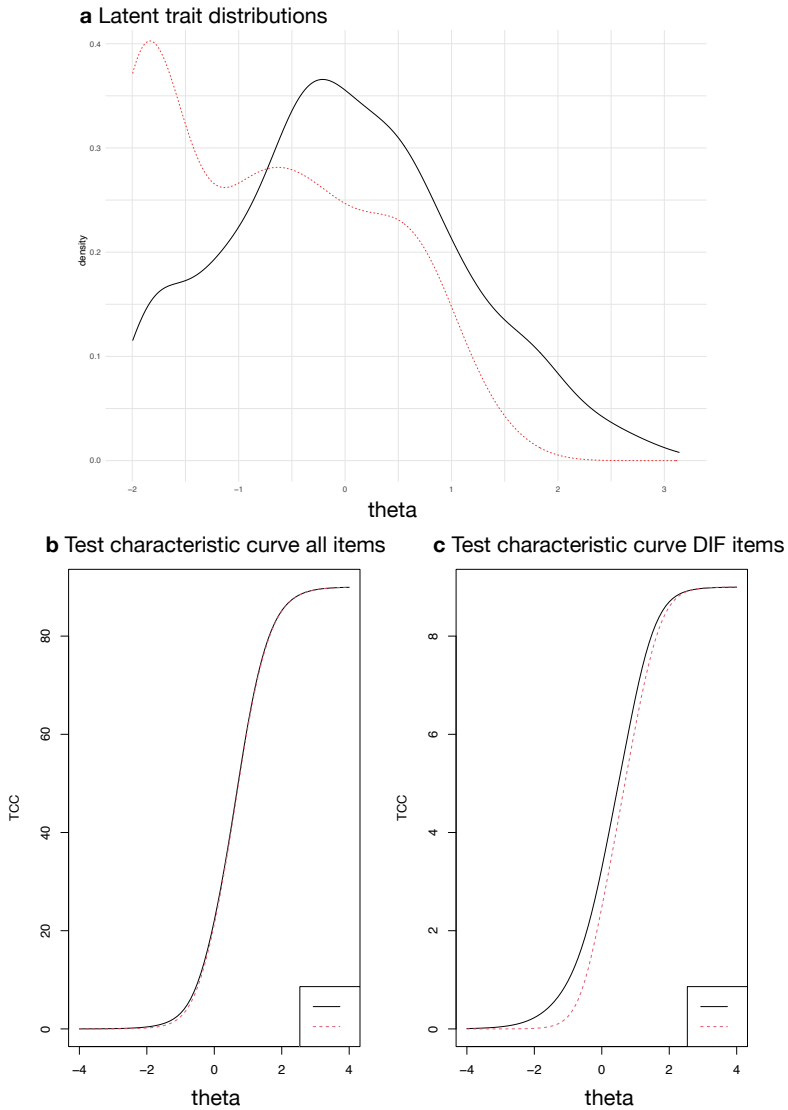 a Latent trait distributions
0.4
0.3
0.2
0.1
0.0
density
−2 −1 0 1 2 3
theta
b Test characteristic curve all items
80
60
40
20
0
TCC
−4 −2 0 2 4
theta
c Test characteristic curve DIF items
8
6
4
2
0
TCC
−4 −2 0 2 4
theta